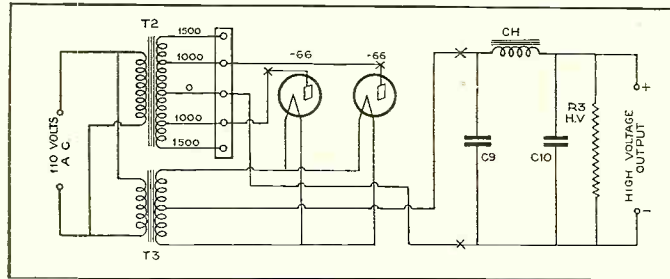 T2
1500
1000
0
1000
1500
-66
-66
CH
110 VOLTS
A C
C9
C10
R3
H.V
+
-
HIGH VOLTAGE
OUTPUT
T3